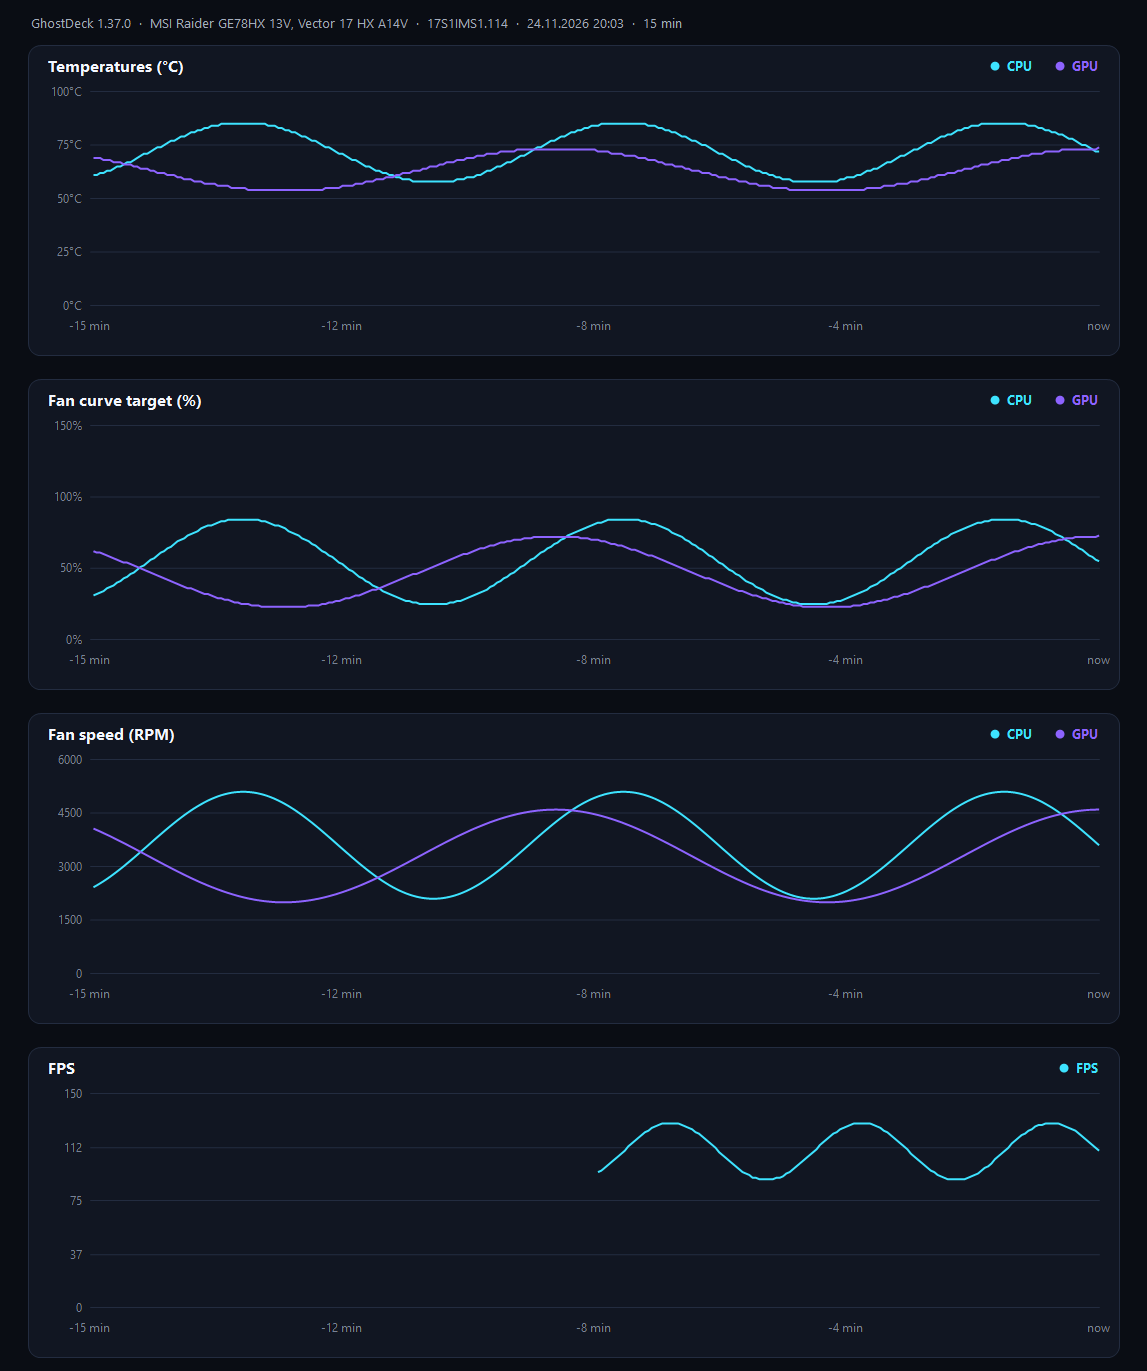 GhostDeck 1.37.0 · MSI Raider GE78HX 13V, Vector 17 HX A14V · 17S1IMS1.114 · 24.11.2026 20:03 · 15 min
Temperatures (°C)
CPU GPU
100°C
75°C
50°C
25°C
0°C
-15 min -12 min -8 min -4 min now
Fan curve target (%)
CPU GPU
150%
100%
50%
0%
-15 min -12 min -8 min -4 min now
Fan speed (RPM)
CPU GPU
6000
4500
3000
1500
0
-15 min -12 min -8 min -4 min now
FPS
FPS
150
112
75
37
0
-15 min -12 min -8 min -4 min now